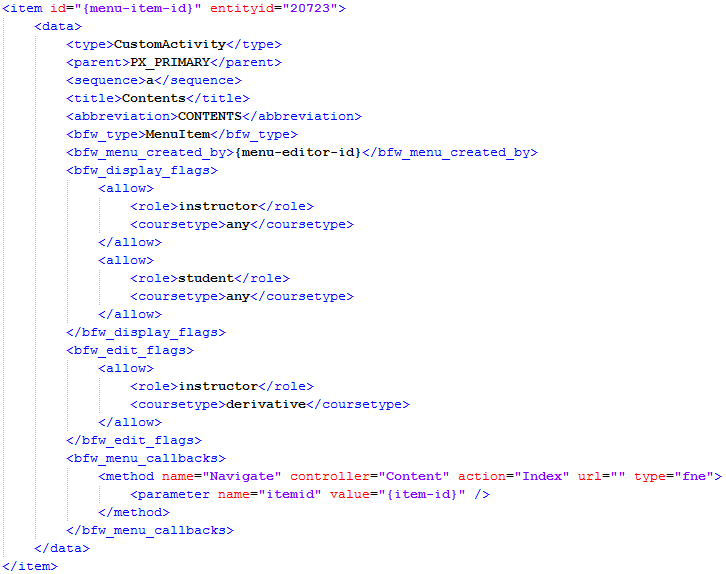 <item id="{menu-item-id}" entityid="20723">
<data>
<type>CustomActivity</type>
<parent>PX_PRIMARY</parent>
<sequence>a</sequence>
<title>Contents</title>
<abbreviation>CONTENTS</abbreviation>
<bfw_type>MenuItem</bfw_type>
<bfw_menu_created_by>{menu-editor-id}</bfw_menu_created_by>
<bfw_display_flags>
<allow>
<role>instructor</role>
<coursetype>any</coursetype>
</allow>
<allow>
<role>student</role>
<coursetype>any</coursetype>
</allow>
</bfw_display_flags>
<bfw_edit_flags>
<allow>
<role>instructor</role>
<coursetype>derivative</coursetype>
</allow>
</bfw_edit_flags>
<bfw_menu_callbacks>
<method name="Navigate" controller="Content" action="Index" url="" type="fne">
<parameter name="itemid" value="{item-id}" />
</method>
</bfw_menu_callbacks>
</data>
</item>